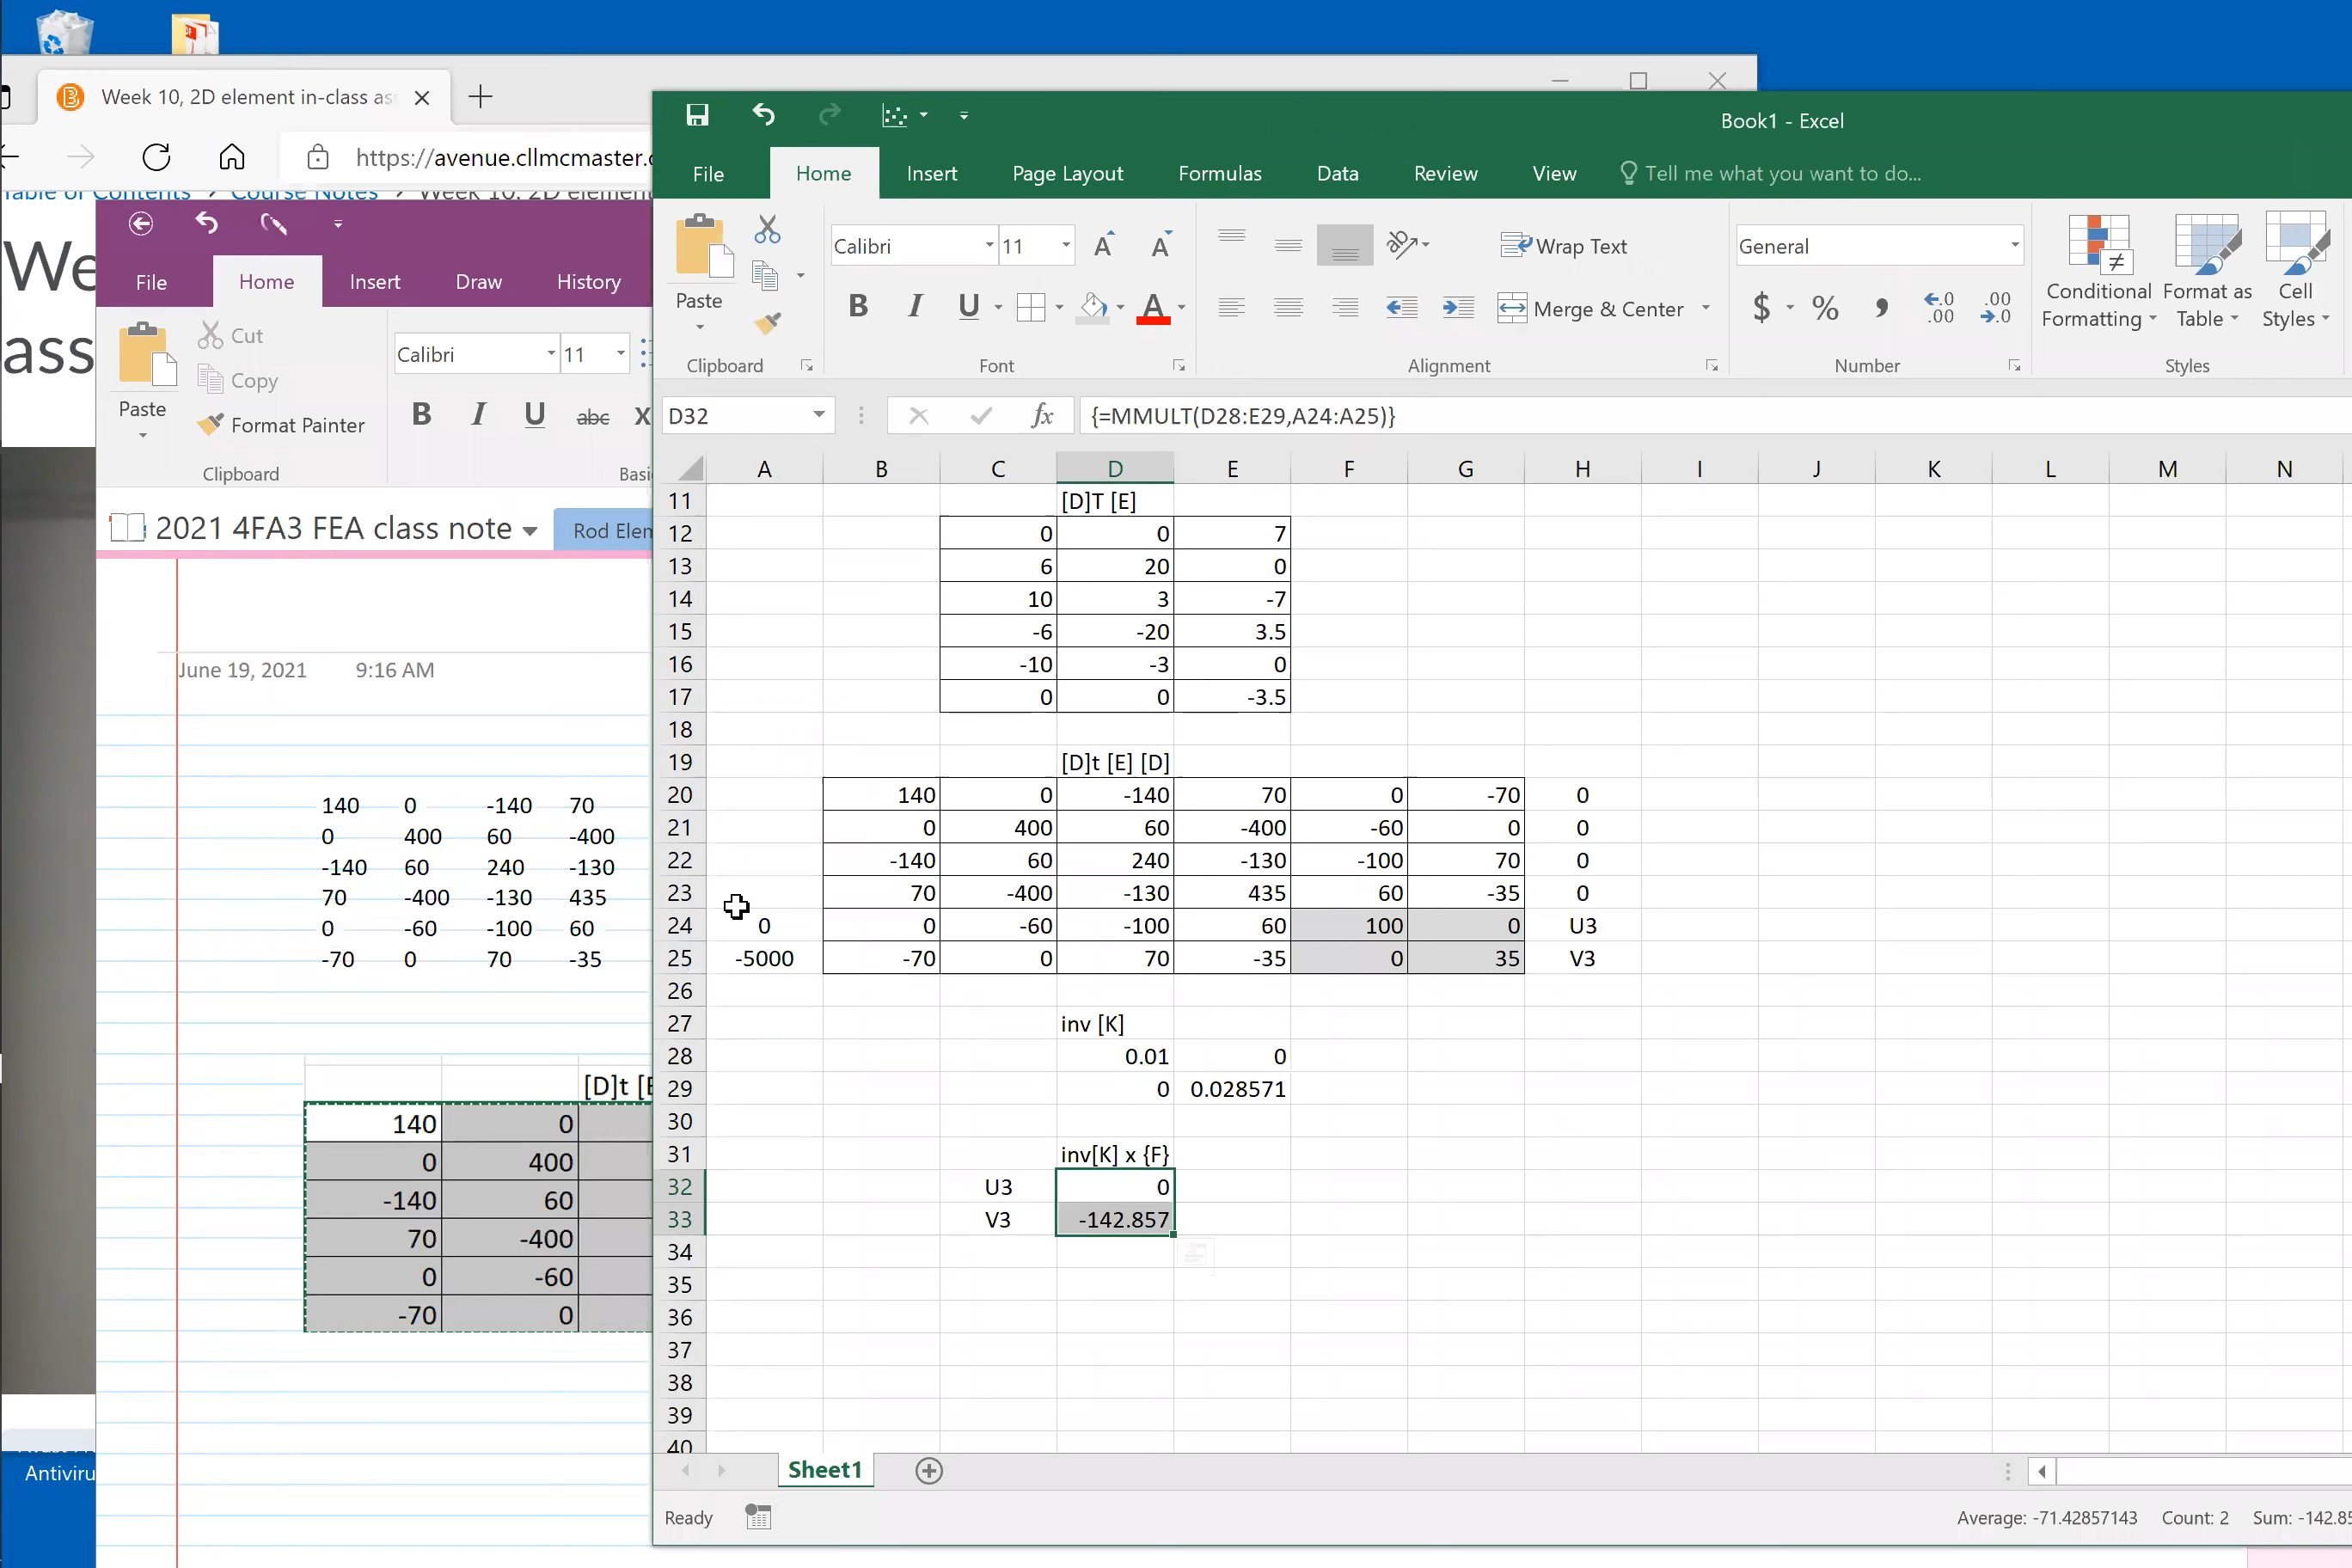 Week 10, 2D element in-class as
https://avenue.cllmcmaster.c
Table of Contents > Course Notes > Week 10, 2D element
We
ass
Antiviru
File Home Insert Draw History
Paste
Cut
Copy
Format Painter
Clipboard
Calibri 11
B I U abc X
Basi
2021 4FA3 FEA class note
Rod Elem
June 19, 2021 9:16 AM
140 0 -140 70
0 400 60 -400
-140 60 240 -130
70 -400 -130 435
0 -60 -100 60
-70 0 70 -35
[D]t [E
140 0
0 400
-140 60
70 -400
0 -60
-70 0
Book1 - Excel
File Home Insert Page Layout Formulas Data Review View Tell me what you want to do...
Paste
Clipboard
Calibri 11
B I U A
Font
Wrap Text
Merge & Center
Alignment
General
$ % , .0 .00
.00 .0
Number
Conditional Formatting
Format as Table
Cell Styles
Styles
D32 fx {=MMULT(D28:E29,A24:A25)}
A B C D E F G H I J K L M N
11 [D]T [E]
12 0 0 7
13 6 20 0
14 10 3 -7
15 -6 -20 3.5
16 -10 -3 0
17 0 0 -3.5
18
19 [D]t [E] [D]
20 140 0 -140 70 0 -70 0
21 0 400 60 -400 -60 0 0
22 -140 60 240 -130 -100 70 0
23 70 -400 -130 435 60 -35 0
24 0 0 -60 -100 60 100 0 U3
25 -5000 -70 0 70 -35 0 35 V3
26
27 inv [K]
28 0.01 0
29 0 0.028571
30
31 inv[K] x {F}
32 U3 0
33 V3 -142.857
34
35
36
37
38
39
40
Sheet1
Ready
Average: -71.42857143 Count: 2 Sum: -142.85